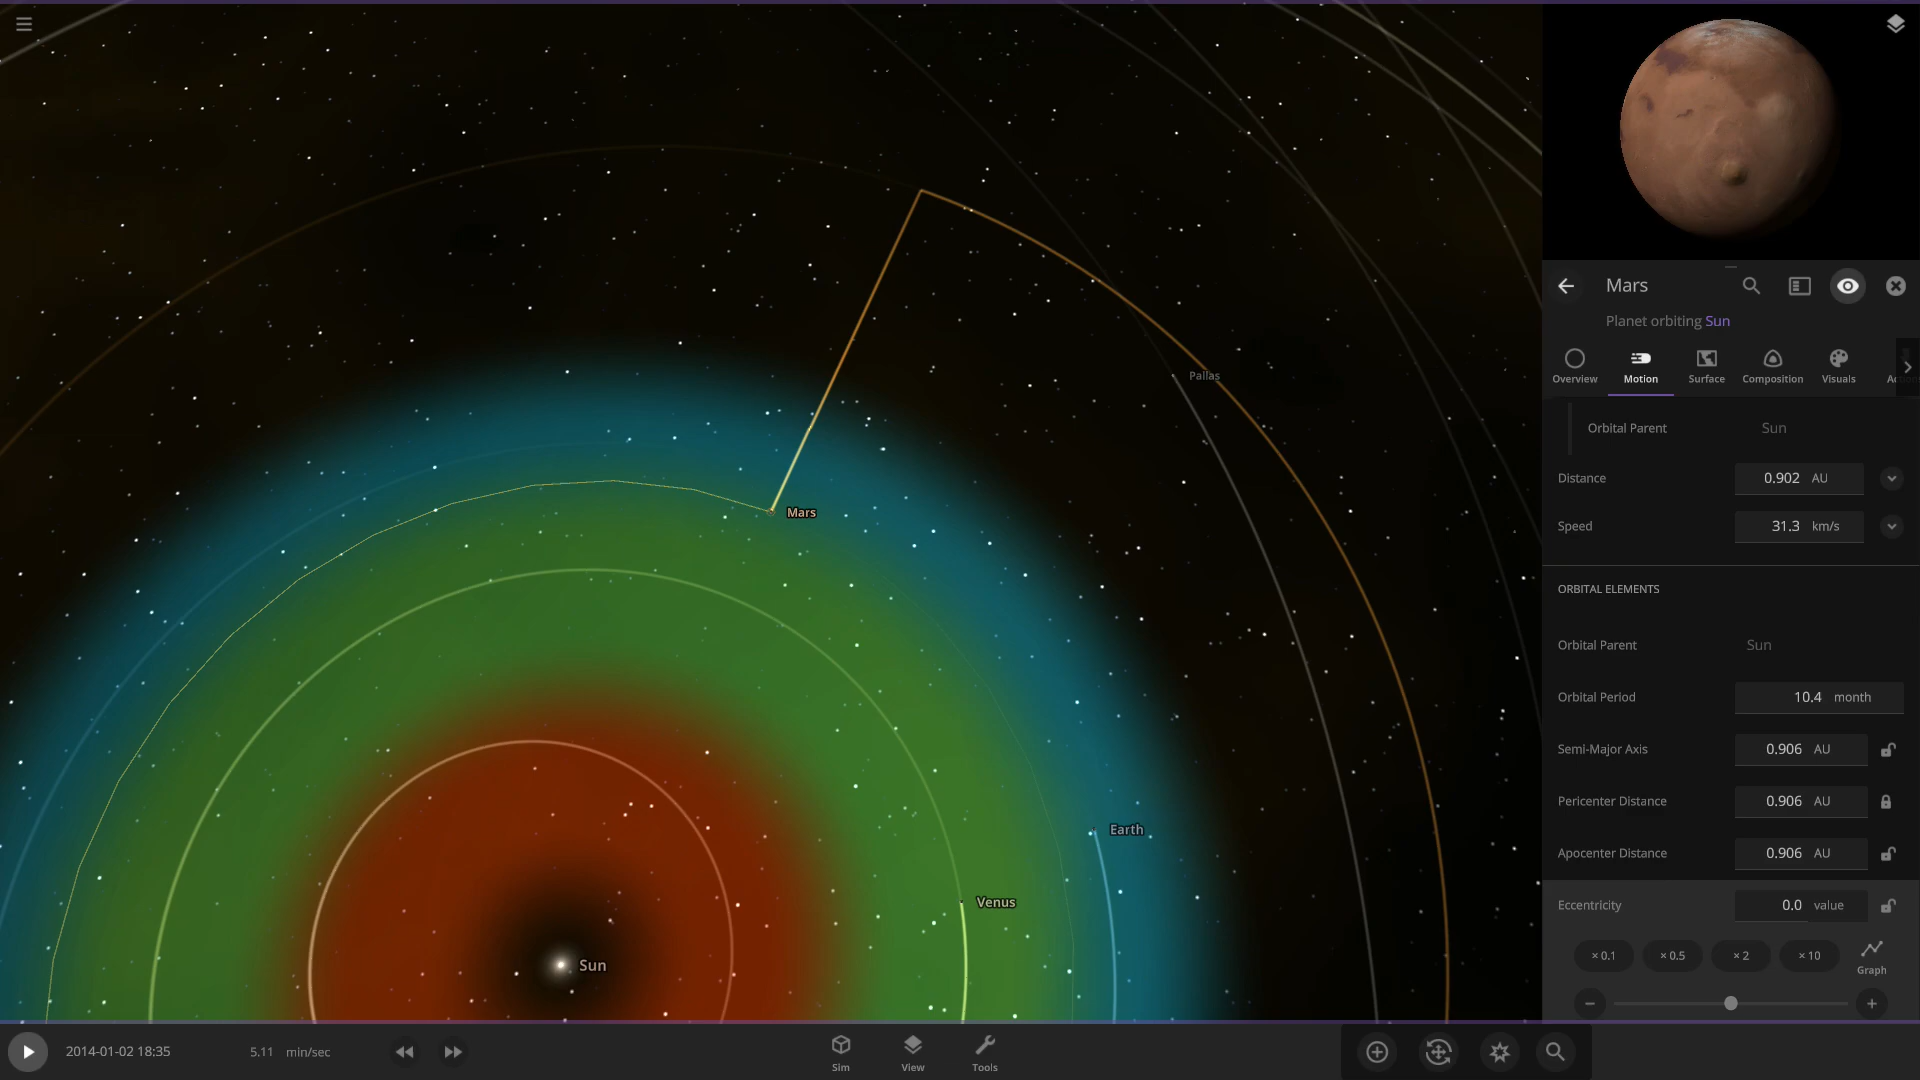 Pallas
Mars
Earth
Venus
Sun
Mars
Planet orbiting Sun
Overview
Motion
Surface
Composition
Visuals
Orbital Parent Sun
Distance 0.902 AU
Speed 31.3 km/s
ORBITAL ELEMENTS
Orbital Parent Sun
Orbital Period 10.4 month
Semi-Major Axis 0.906 AU
Pericenter Distance 0.906 AU
Apocenter Distance 0.906 AU
Eccentricity 0.0 value
× 0.1 × 0.5 × 2 × 10 Graph
2014-01-02 18:35 5.11 min/sec
Sim View Tools